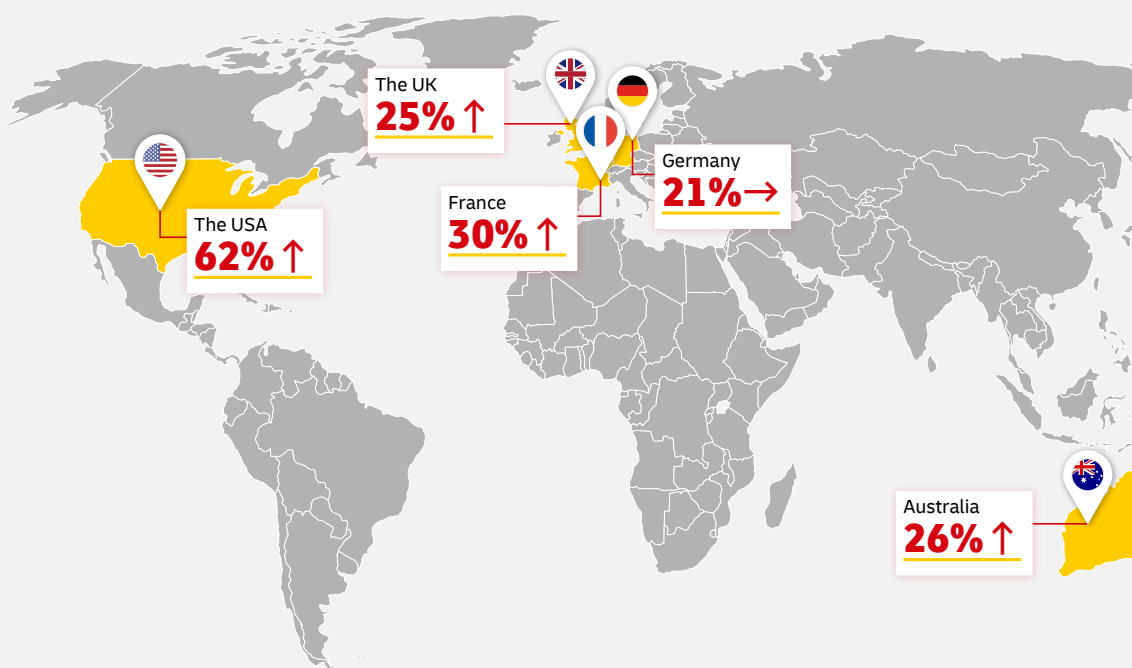 The UK
25% ↑
Germany
21%→
France
30% ↑
The USA
62% ↑
Australia
26% ↑